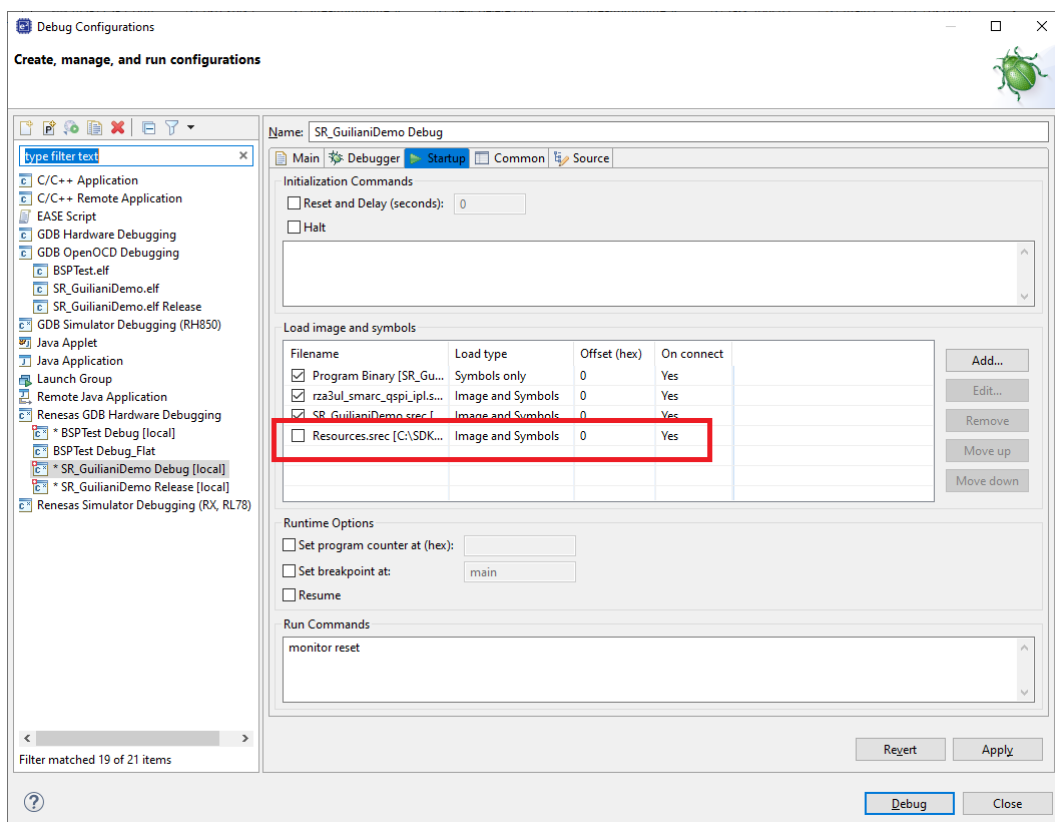 Debug Configurations
Create, manage, and run configurations
type filter text
C/C++ Application
C/C++ Remote Application
EASE Script
GDB Hardware Debugging
GDB OpenOCD Debugging
BSPTest.elf
SR_GuilianiDemo.elf
SR_GuilianiDemo.elf Release
GDB Simulator Debugging (RH850)
Java Applet
Java Application
Launch Group
Remote Java Application
Renesas GDB Hardware Debugging
* BSPTest Debug [local]
BSPTest Debug_Flat
* SR_GuilianiDemo Debug [local]
* SR_GuilianiDemo Release [local]
Renesas Simulator Debugging (RX, RL78)
Filter matched 19 of 21 items
Name: SR_GuilianiDemo Debug
Main Debugger Startup Common Source
Initialization Commands
Reset and Delay (seconds): 0
Halt
Load image and symbols
Filename Load type Offset (hex) On connect
Program Binary [SR_Gu... Symbols only 0 Yes
rza3ul_smarc_qspi_ipl.s... Image and Symbols 0 Yes
SR_GuilianiDemo.srec [... Image and Symbols 0 Yes
Resources.srec [C:\SDK... Image and Symbols 0 Yes
Add...
Edit...
Remove
Move up
Move down
Runtime Options
Set program counter at (hex):
Set breakpoint at: main
Resume
Run Commands
monitor reset
Revert Apply
? Debug Close